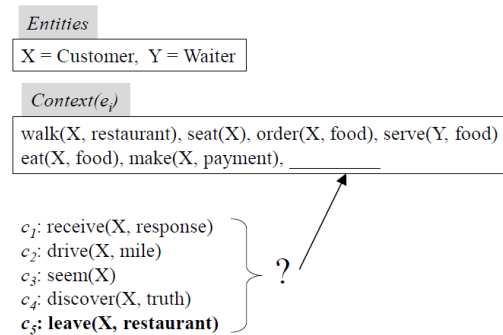 Entities
X = Customer, Y = Waiter
Context(eᵢ)
walk(X, restaurant), seat(X), order(X, food), serve(Y, food)
eat(X, food), make(X, payment), __________
c₁: receive(X, response)
c₂: drive(X, mile)
c₃: seem(X)
c₄: discover(X, truth)
c₅: leave(X, restaurant)
?